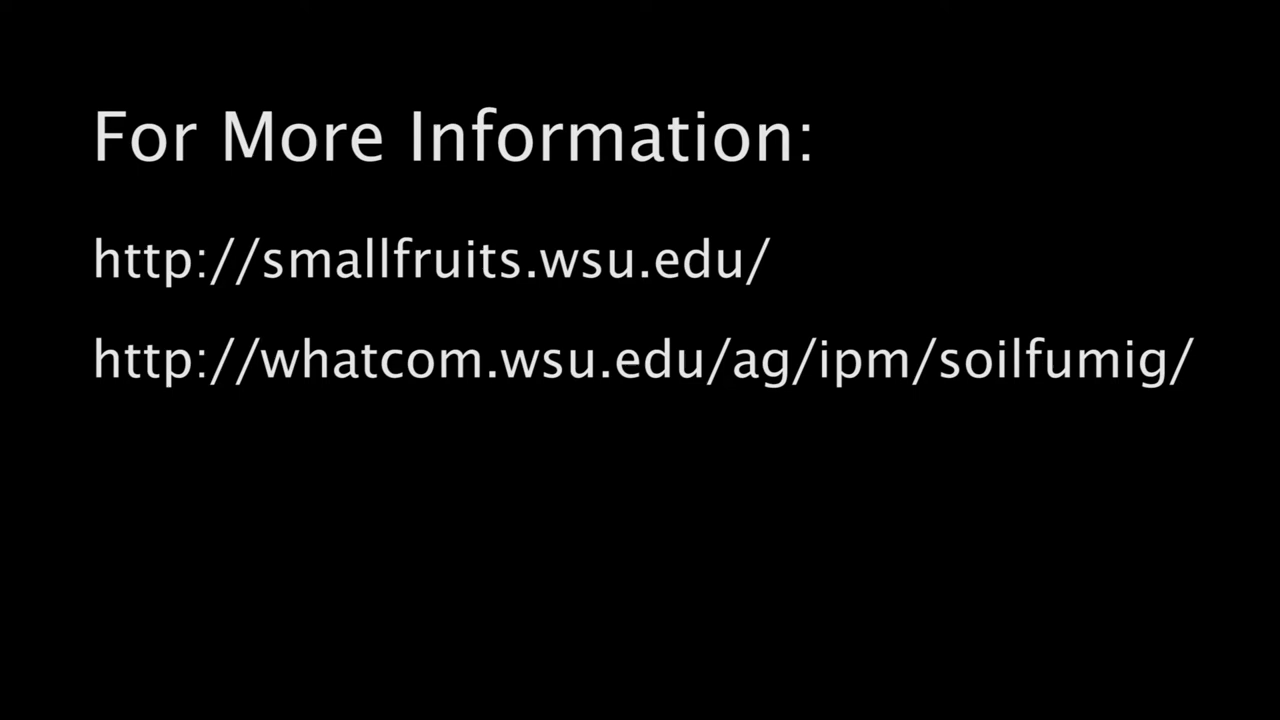 For More Information:
http://smallfruits.wsu.edu/
http://whatcom.wsu.edu/ag/ipm/soilfumig/